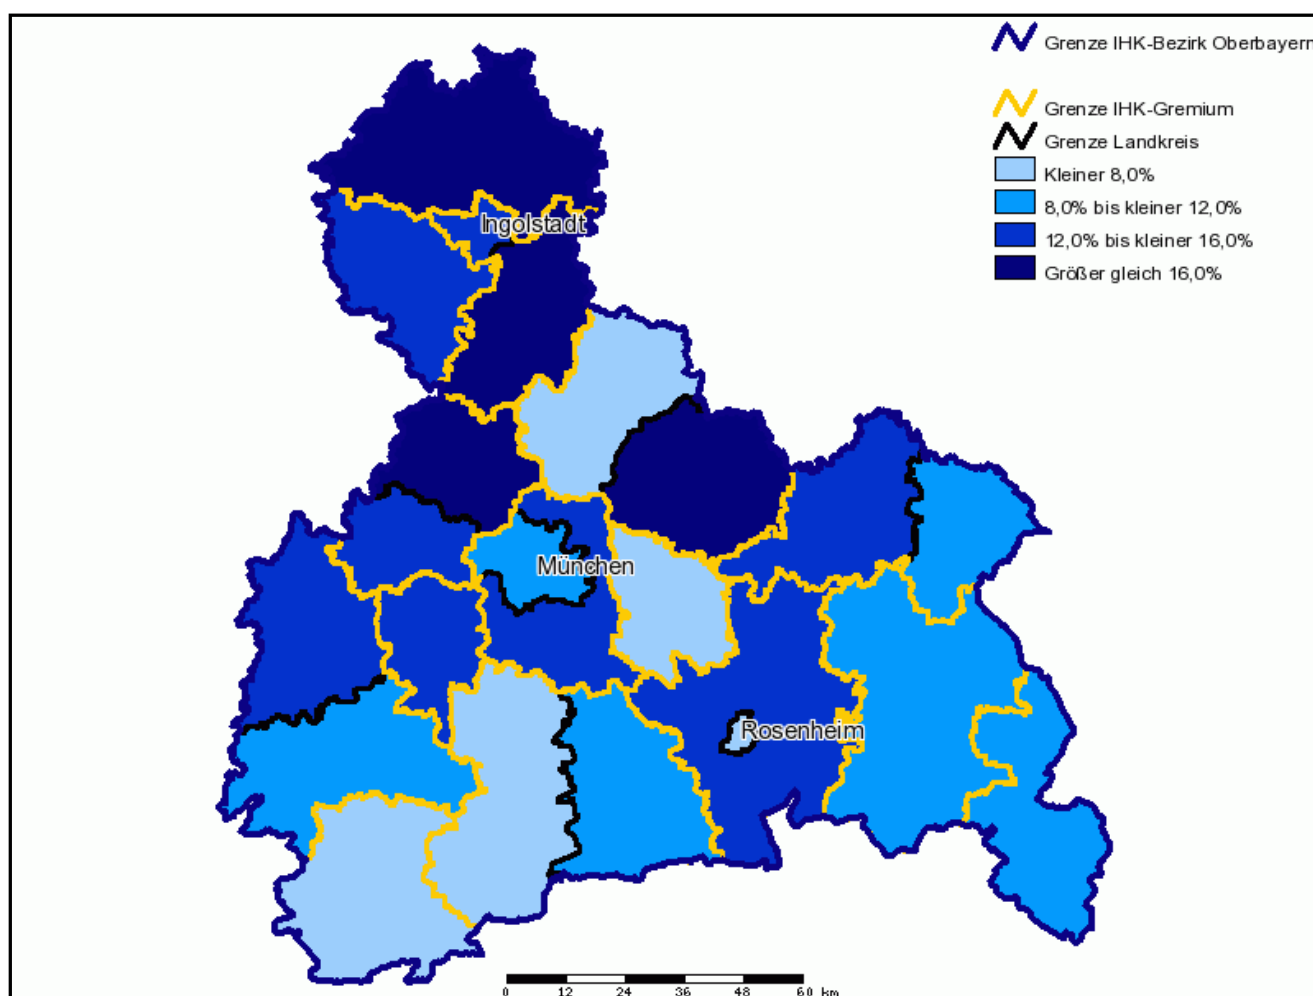 Grenze IHK-Bezirk Oberbayern
Grenze IHK-Gremium
Grenze Landkreis
Kleiner 8,0%
8,0% bis kleiner 12,0%
12,0% bis kleiner 16,0%
Größer gleich 16,0%
Ingolstadt
München
Rosenheim
0 12 24 36 48 60 km